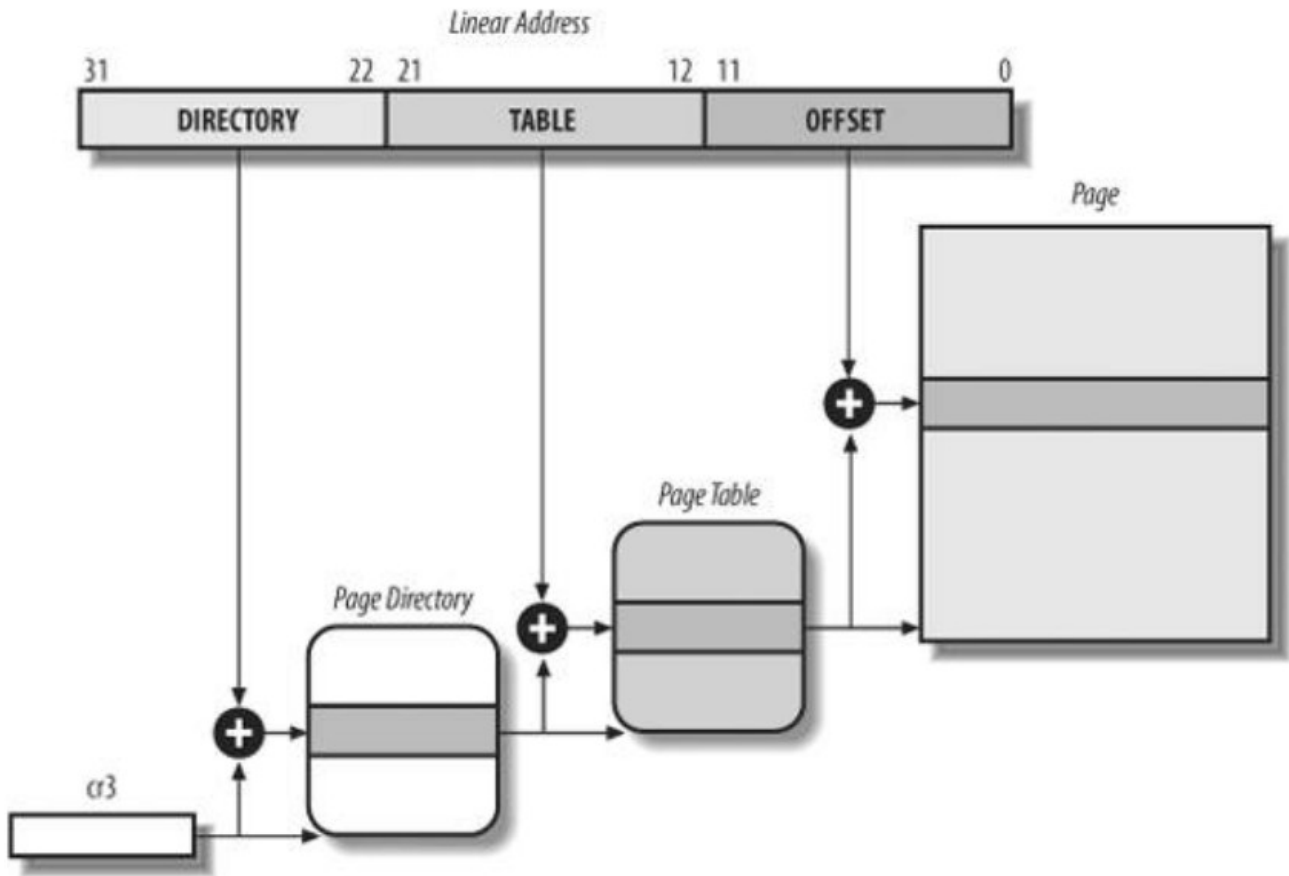 Linear Address
31 22 21 12 11 0
DIRECTORY TABLE OFFSET
Page
Page Table
Page Directory
cr3